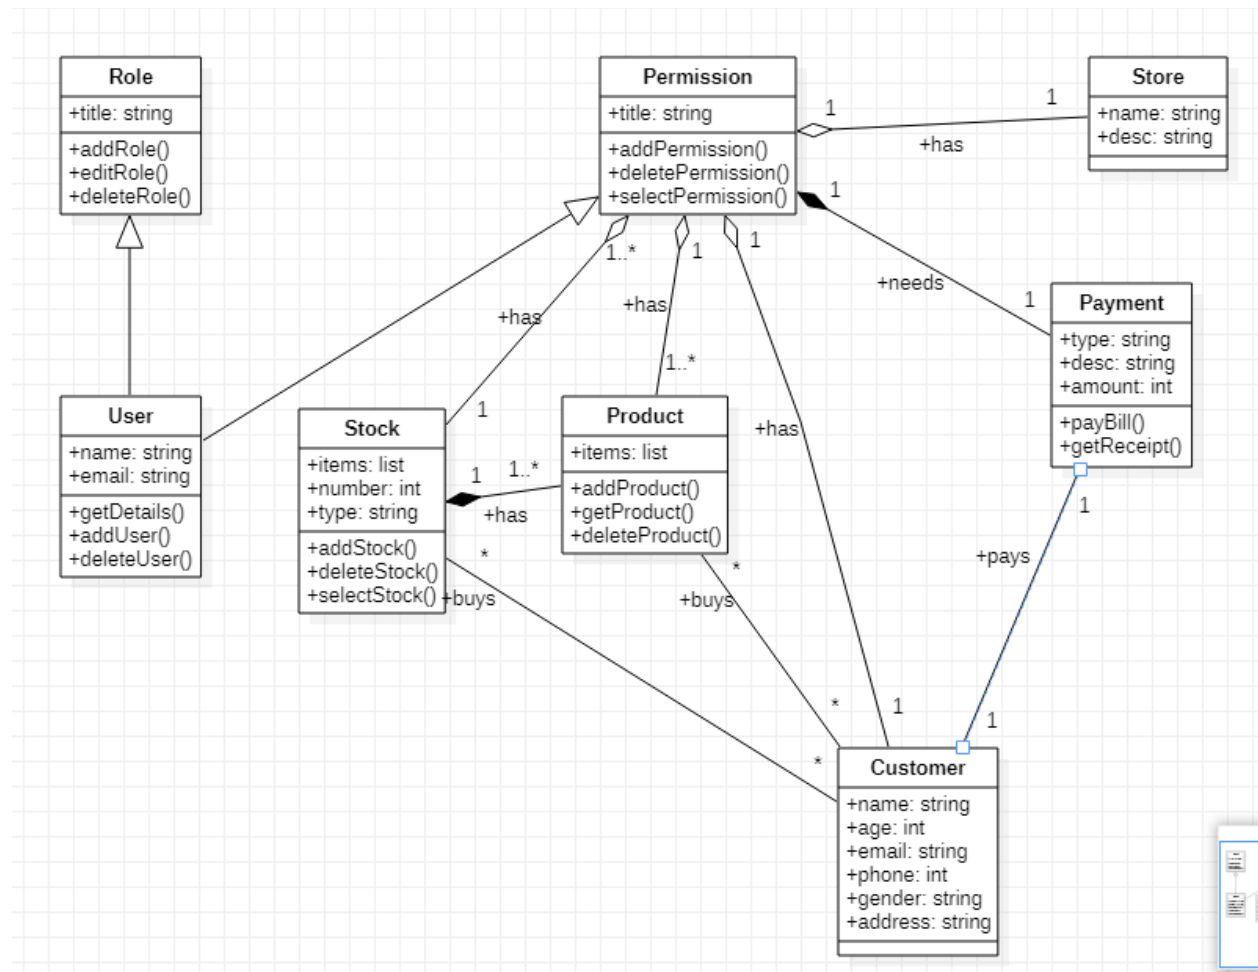 Role
+title: string
+addRole()
+editRole()
+deleteRole()
Permission
+title: string
+addPermission()
+deletePermission()
+selectPermission()
Store
+name: string
+desc: string
1
1
+has
1
+needs
1
1..*
+has
1
1
+has
1..*
1
+has
1
Payment
+type: string
+desc: string
+amount: int
+payBill()
+getReceipt()
User
+name: string
+email: string
+getDetails()
+addUser()
+deleteUser()
Stock
+items: list
+number: int
+type: string
+addStock()
+deleteStock()
+selectStock()
1
1..*
+has
Product
+items: list
+addProduct()
+getProduct()
+deleteProduct()
*
+buys
*
*
+buys
*
1
+pays
1
Customer
+name: string
+age: int
+email: string
+phone: int
+gender: string
+address: string